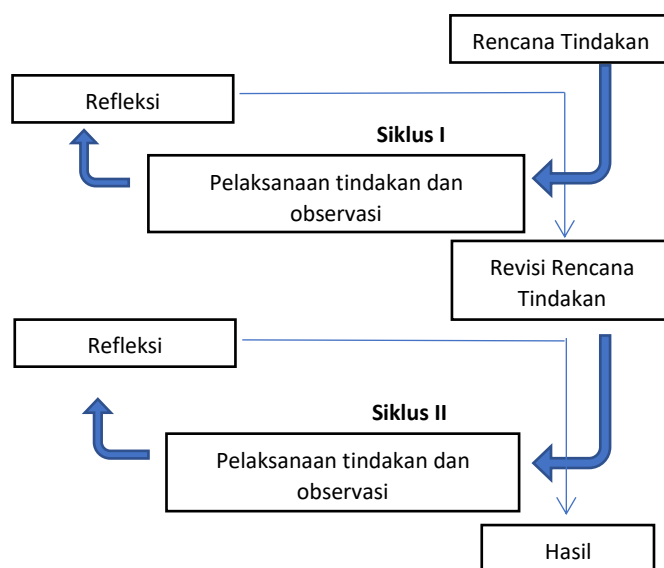 Rencana Tindakan
Refleksi
Siklus I
Pelaksanaan tindakan dan
observasi
Revisi Rencana
Tindakan
Refleksi
Siklus II
Pelaksanaan tindakan dan
observasi
Hasil